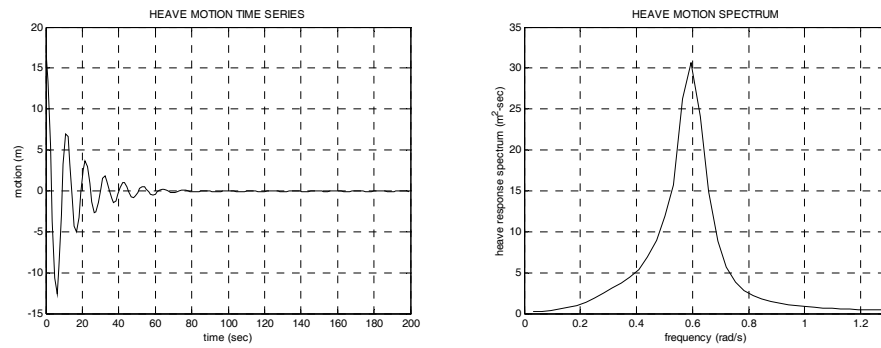 HEAVE MOTION TIME SERIES
20
15
10
5
0
-5
-10
-15
motion (m)
0 20 40 60 80 100 120 140 160 180 200
time (sec)
HEAVE MOTION SPECTRUM
35
30
25
20
15
10
5
0
heave response spectrum (m²-sec)
0 0.2 0.4 0.6 0.8 1 1.2
frequency (rad/s)